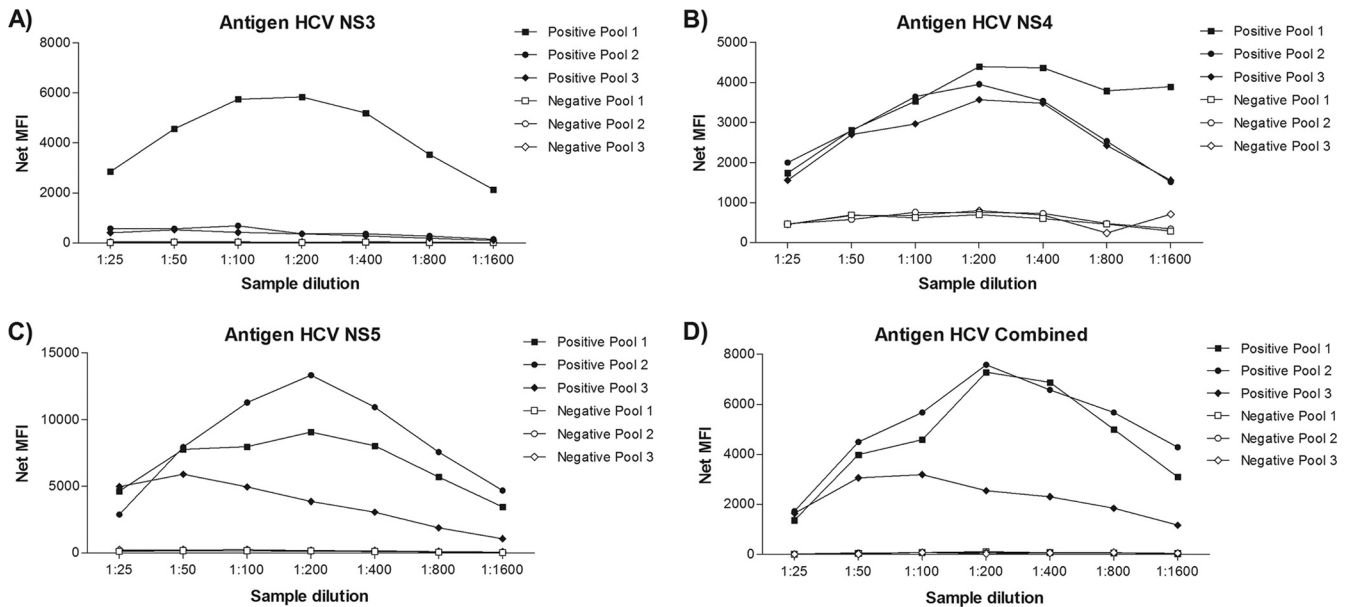 A)
Antigen HCV NS3
8000
6000
4000
2000
0
Net MFI
1:25 1:50 1:100 1:200 1:400 1:800 1:1600
Sample dilution
Positive Pool 1
Positive Pool 2
Positive Pool 3
Negative Pool 1
Negative Pool 2
Negative Pool 3
B)
Antigen HCV NS4
5000
4000
3000
2000
1000
0
Net MFI
1:25 1:50 1:100 1:200 1:400 1:800 1:1600
Sample dilution
Positive Pool 1
Positive Pool 2
Positive Pool 3
Negative Pool 1
Negative Pool 2
Negative Pool 3
C)
Antigen HCV NS5
15000
10000
5000
0
Net MFI
1:25 1:50 1:100 1:200 1:400 1:800 1:1600
Sample dilution
Positive Pool 1
Positive Pool 2
Positive Pool 3
Negative Pool 1
Negative Pool 2
Negative Pool 3
D)
Antigen HCV Combined
8000
6000
4000
2000
0
Net MFI
1:25 1:50 1:100 1:200 1:400 1:800 1:1600
Sample dilution
Positive Pool 1
Positive Pool 2
Positive Pool 3
Negative Pool 1
Negative Pool 2
Negative Pool 3